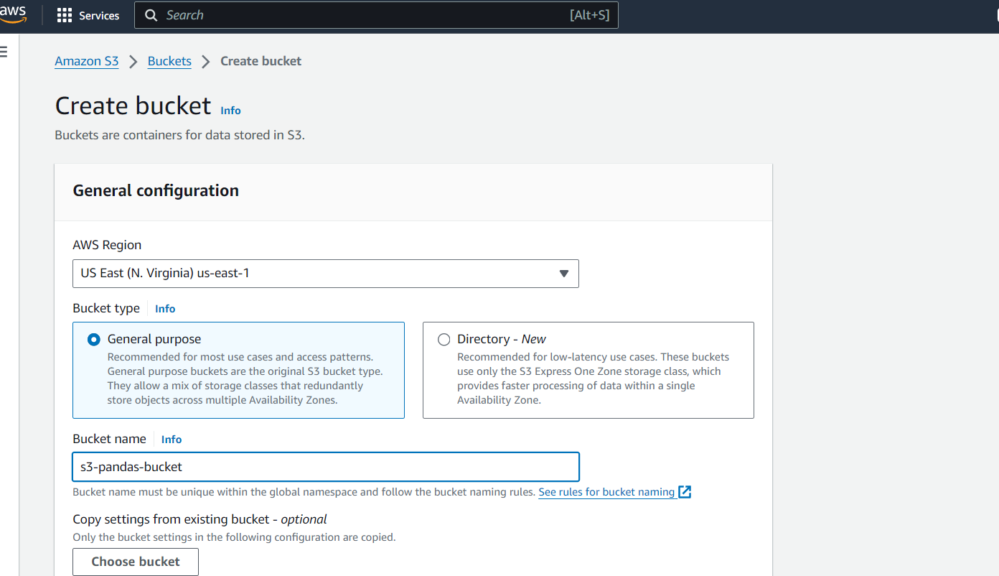 aws Services Search [Alt+S]
Amazon S3 Buckets Create bucket
Create bucket Info
Buckets are containers for data stored in S3.
General configuration
AWS Region
US East (N. Virginia) us-east-1
Bucket type Info
General purpose
Recommended for most use cases and access patterns.
General purpose buckets are the original S3 bucket type.
They allow a mix of storage classes that redundantly
store objects across multiple Availability Zones.
Directory - New
Recommended for low-latency use cases. These buckets
use only the S3 Express One Zone storage class, which
provides faster processing of data within a single
Availability Zone.
Bucket name Info
s3-pandas-bucket
Bucket name must be unique within the global namespace and follow the bucket naming rules. See rules for bucket naming
Copy settings from existing bucket - optional
Only the bucket settings in the following configuration are copied.
Choose bucket